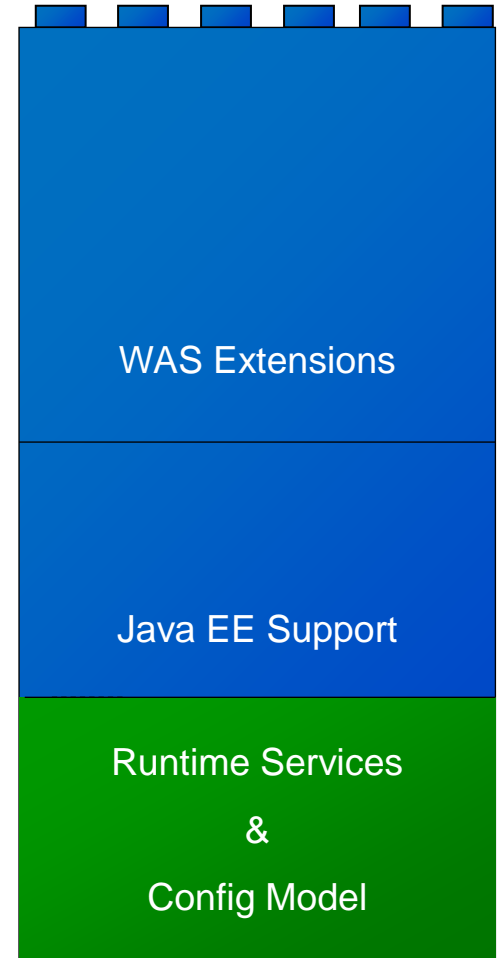 WAS Extensions
Java EE Support
Runtime Services
&
Config Model